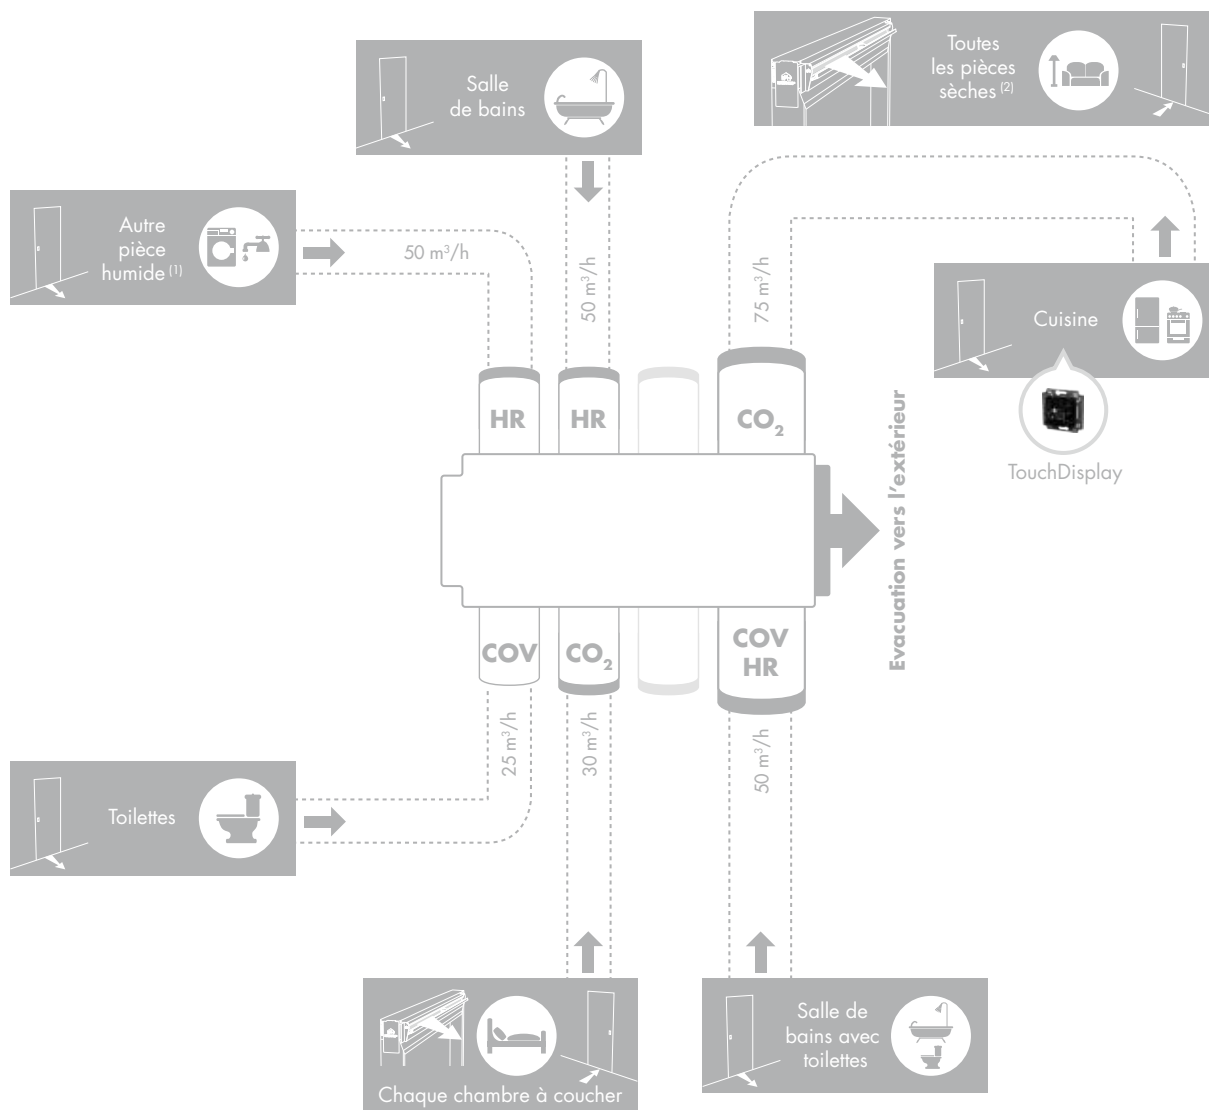 Toutes
les pièces
sèches (2)
Salle
de bains
Autre
pièce
humide (1)
50 m³/h
50 m³/h
75 m³/h
Cuisine
HR
HR
CO₂
TouchDisplay
Evacuation vers l'extérieur
COV
CO₂
COV
HR
25 m³/h
30 m³/h
50 m³/h
Toilettes
Chaque chambre à coucher
Salle de
bains avec
toilettes